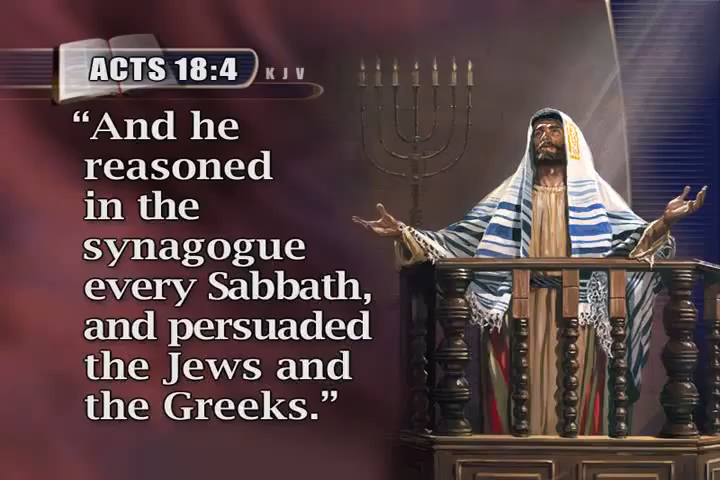 ACTS 18:4 KJV
“And he
reasoned
in the
synagogue
every Sabbath,
and persuaded
the Jews and
the Greeks.”